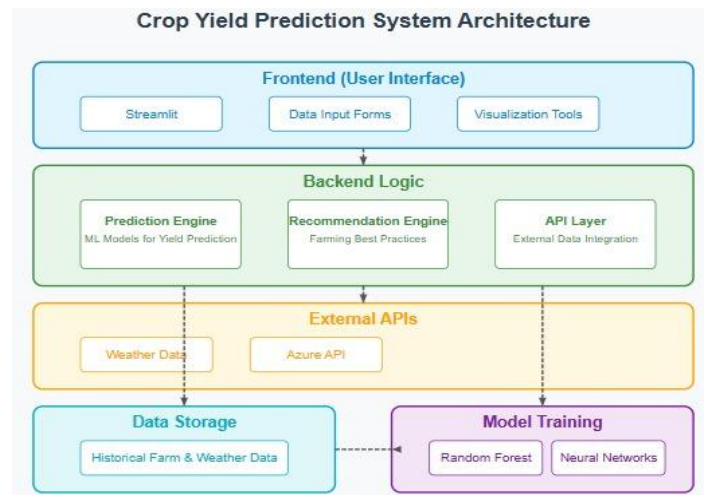 Crop Yield Prediction System Architecture
Frontend (User Interface)
Streamlit
Data Input Forms
Visualization Tools
Backend Logic
Prediction Engine
ML Models for Yield Prediction
Recommendation Engine
Farming Best Practices
API Layer
External Data Integration
External APIs
Weather Data
Azure API
Data Storage
Historical Farm & Weather Data
Model Training
Random Forest
Neural Networks